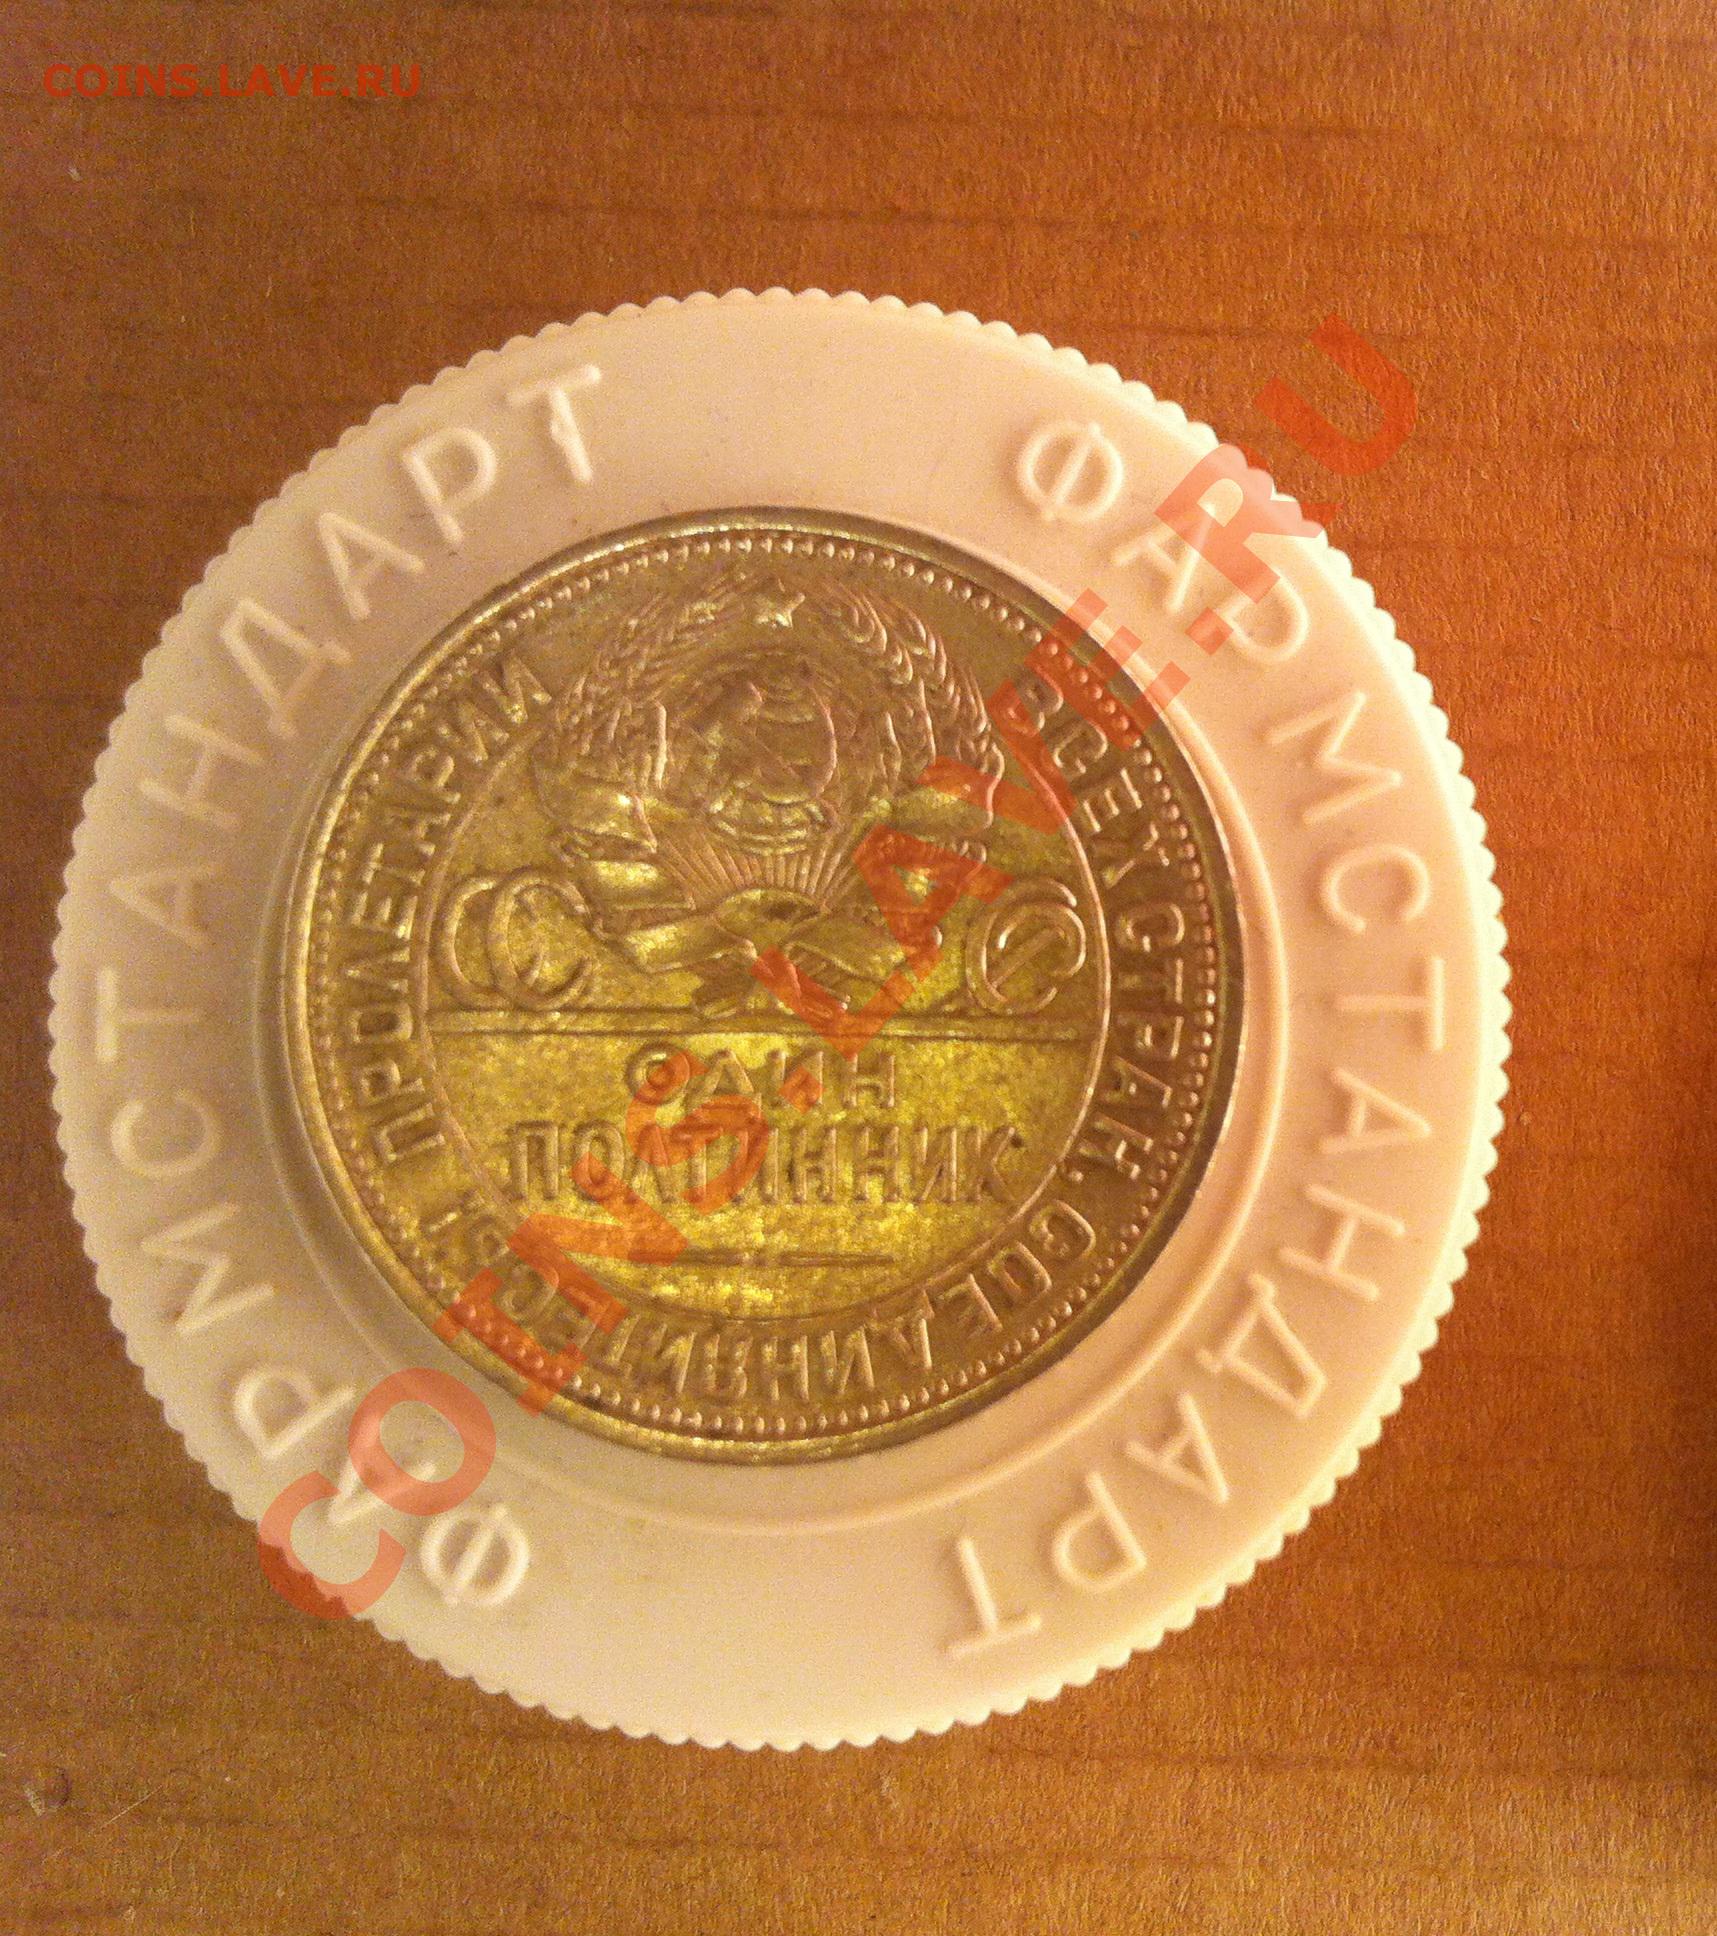 COINS.LAVE.RU
ФАРМСТАНДАРТ
ФАРМСТАНДАРТ
ПРОЛЕТАРИИ ВСЕХ СТРАН, СОЕДИНЯЙТЕСЬ!
СССР
ОДИН
ПОЛТИННИК
COINS.LAVE.RU